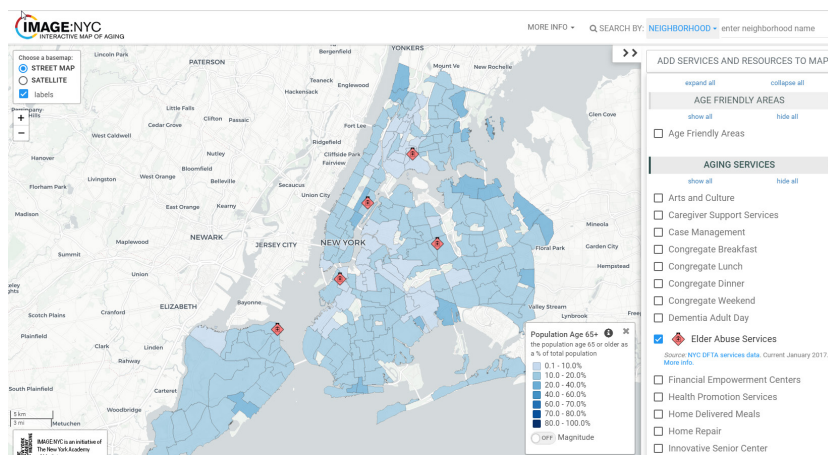 IMAGE:NYC
INTERACTIVE MAP OF AGING
MORE INFO
SEARCH BY: NEIGHBORHOOD enter neighborhood name
Choose a basemap:
STREET MAP
SATELLITE
labels
+
−
Lincoln Park
PATERSON
Bergenfield
YONKERS
Mount Ve
New Rochelle
Teaneck
Englewood
Hackensack
Hills
Little Falls
Cedar Grove
Clifton
Passaic
Fort Lee
Glen Cove
West Caldwell
Ridgefield
Hanover
Nutley
Cliffside Park
Fairview
Bloomfield
Livingston
West Orange
Belleville
Secaucus
Florham Park
Union City
East Orange
Kearny
Madison
Mineola
Maplewood
NEWARK
JERSEY CITY
NEW YORK
Floral Park
Garden City
Summit
Hempstead
Union
ELIZABETH
Bayonne
Valley Stream
Scotch Plains
Cranford
Lynbrook
Free
Plainfield
Clark
Linden
Rahway
South Plainfield
Carteret
Woodbridge
Metuchen
5 km
3 mi
IMAGE:NYC is an initiative of
The New York Academy
Population Age 65+
the population age 65 or older as
a % of total population
0.1 - 10.0%
10.0 - 20.0%
20.0 - 40.0%
40.0 - 60.0%
60.0 - 70.0%
70.0 - 80.0%
80.0 - 100.0%
OFF Magnitude
>>
ADD SERVICES AND RESOURCES TO MAP
expand all collapse all
AGE FRIENDLY AREAS
show all hide all
Age Friendly Areas
AGING SERVICES
show all hide all
Arts and Culture
Caregiver Support Services
Case Management
Congregate Breakfast
Congregate Lunch
Congregate Dinner
Congregate Weekend
Dementia Adult Day
Elder Abuse Services
Source: NYC DFTA services data. Current January 2017.
More info.
Financial Empowerment Centers
Health Promotion Services
Home Delivered Meals
Home Repair
Innovative Senior Center